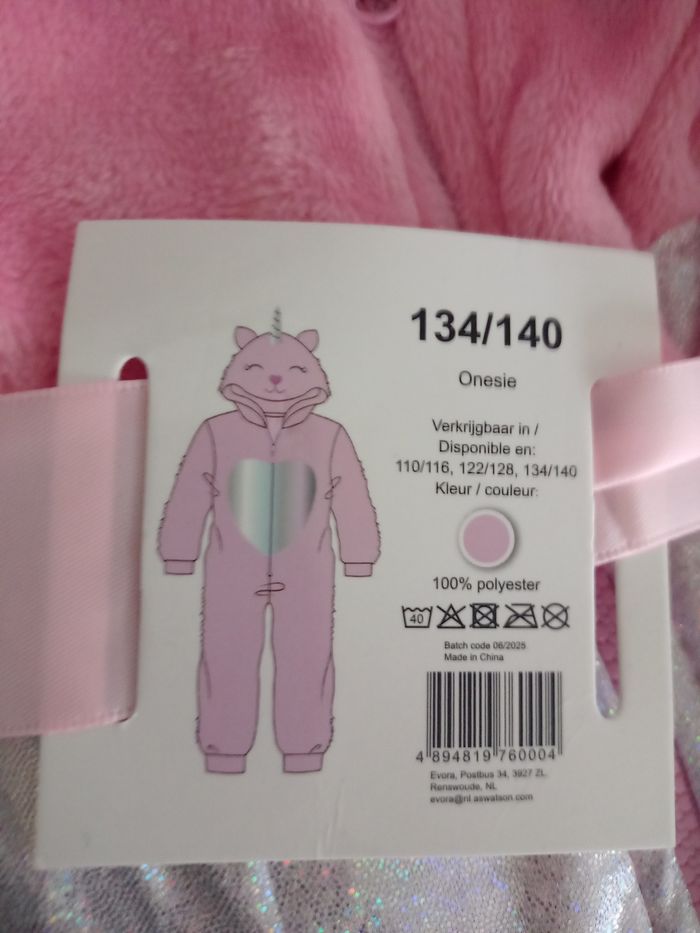 134/140
Onesie
Verkrijgbaar in /
Disponible en:
110/116, 122/128, 134/140
Kleur / couleur:
100% polyester
40
Batch code 06/2025
Made in China
4 894819 760004
Evora, Postbus 34, 3927 ZL
Renswoude, NL
evora@nl.aswatson.com